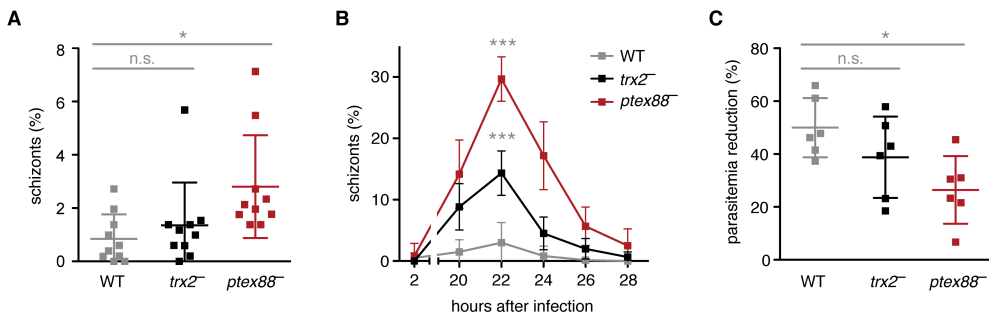 A
schizonts (%)
8
6
4
2
0
*
n.s.
WT
trx2–
ptex88–
B
schizonts (%)
30
20
10
0
***
***
WT
trx2–
ptex88–
2
20
22
24
26
28
hours after infection
C
parasitemia reduction (%)
80
60
40
20
0
*
n.s.
WT
trx2–
ptex88–